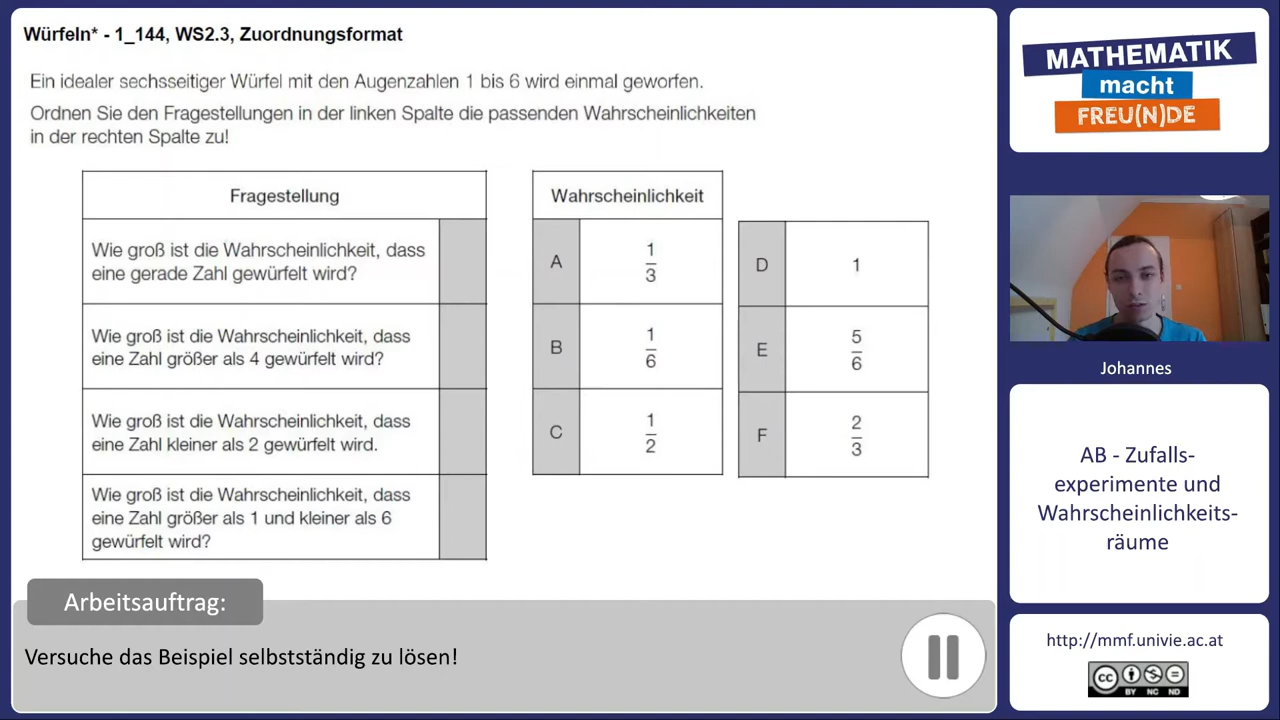 Würfeln* - 1_144, WS2.3, Zuordnungsformat
Ein idealer sechsseitiger Würfel mit den Augenzahlen 1 bis 6 wird einmal geworfen.
Ordnen Sie den Fragestellungen in der linken Spalte die passenden Wahrscheinlichkeiten
in der rechten Spalte zu!
Fragestellung
Wie groß ist die Wahrscheinlichkeit, dass
eine gerade Zahl gewürfelt wird?
Wie groß ist die Wahrscheinlichkeit, dass
eine Zahl größer als 4 gewürfelt wird?
Wie groß ist die Wahrscheinlichkeit, dass
eine Zahl kleiner als 2 gewürfelt wird.
Wie groß ist die Wahrscheinlichkeit, dass
eine Zahl größer als 1 und kleiner als 6
gewürfelt wird?
Wahrscheinlichkeit
A 1/3
B 1/6
C 1/2
D 1
E 5/6
F 2/3
Arbeitsauftrag:
Versuche das Beispiel selbstständig zu lösen!
MATHEMATIK
macht
FREU(N)DE
Johannes
AB - Zufalls-
experimente und
Wahrscheinlichkeits-
räume
http://mmf.univie.ac.at
cc
BY NC ND